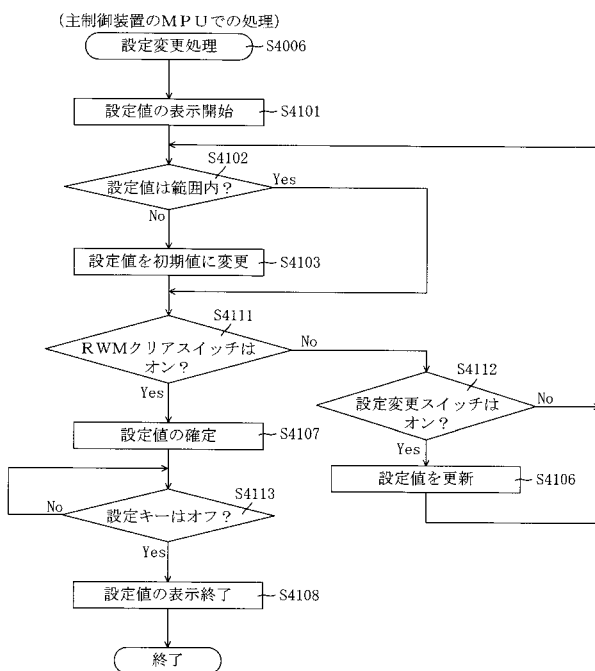 (主制御装置のMPUでの処理)
設定変更処理 S4006
設定値の表示開始 S4101
S4102
設定値は範囲内? Yes
No
設定値を初期値に変更 S4103
S4111
RWMクリアスイッチは
オン?
No
Yes
S4112
設定変更スイッチは
オン?
No
Yes
設定値の確定 S4107
設定値を更新 S4106
S4113
設定キーはオフ?
No
Yes
設定値の表示終了 S4108
終了